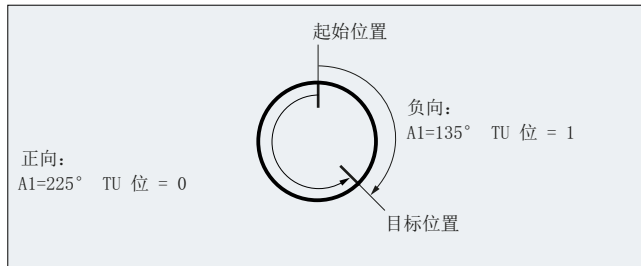 起始位置
负向：
A1=135° TU 位 = 1
正向：
A1=225° TU 位 = 0
目标位置